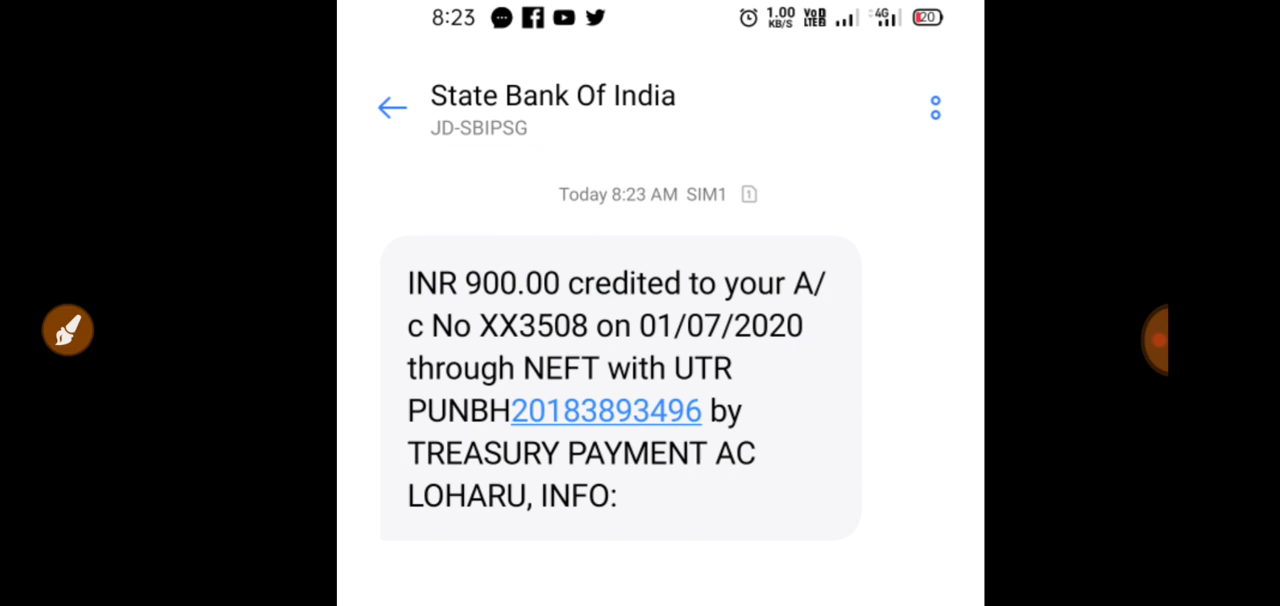 8:23 1.00 KB/S VoD LTE2 4G 20
State Bank Of India
JD-SBIPSG
Today 8:23 AM SIM1 1
INR 900.00 credited to your A/
c No XX3508 on 01/07/2020
through NEFT with UTR
PUNBH20183893496 by
TREASURY PAYMENT AC
LOHARU, INFO: